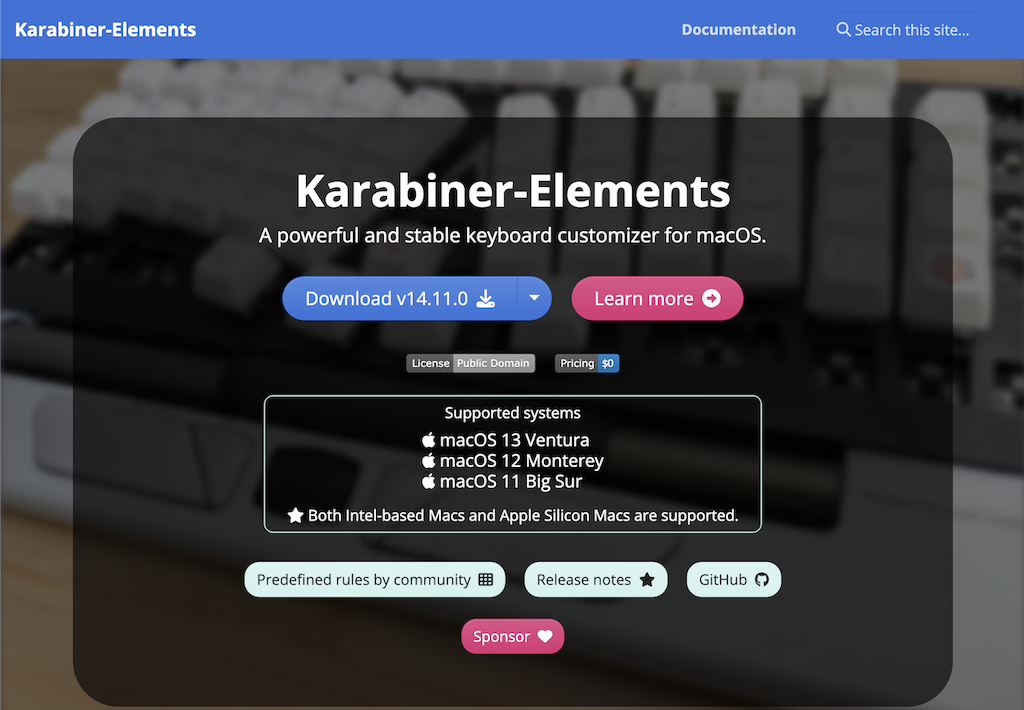 Karabiner-Elements
Documentation
Search this site...
Karabiner-Elements
A powerful and stable keyboard customizer for macOS.
Download v14.11.0
Learn more
License Public Domain
Pricing $0
Supported systems
macOS 13 Ventura
macOS 12 Monterey
macOS 11 Big Sur
Both Intel-based Macs and Apple Silicon Macs are supported.
Predefined rules by community
Release notes
GitHub
Sponsor